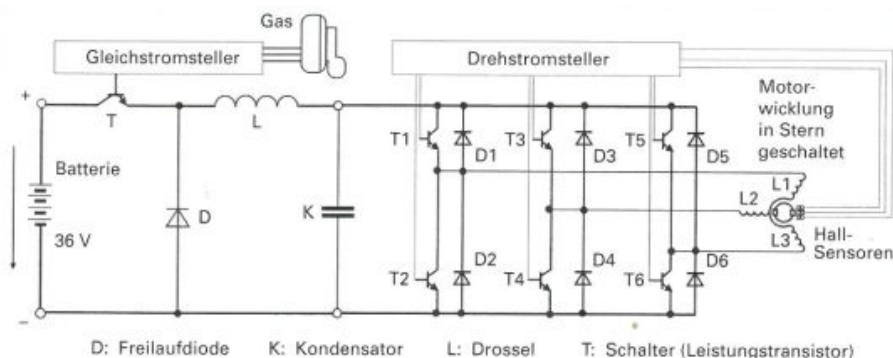 Gas
Gleichstromsteller
Drehstromsteller
Motor-
wicklung
in Stern
geschaltet
+
T
L
T1
D1
T3
D3
T5
D5
L1
L2
L3
Batterie
36 V
D
K
Hall-
Sensoren
T2
D2
T4
D4
T6
D6
−
D: Freilaufdiode K: Kondensator L: Drossel T: Schalter (Leistungstransistor)